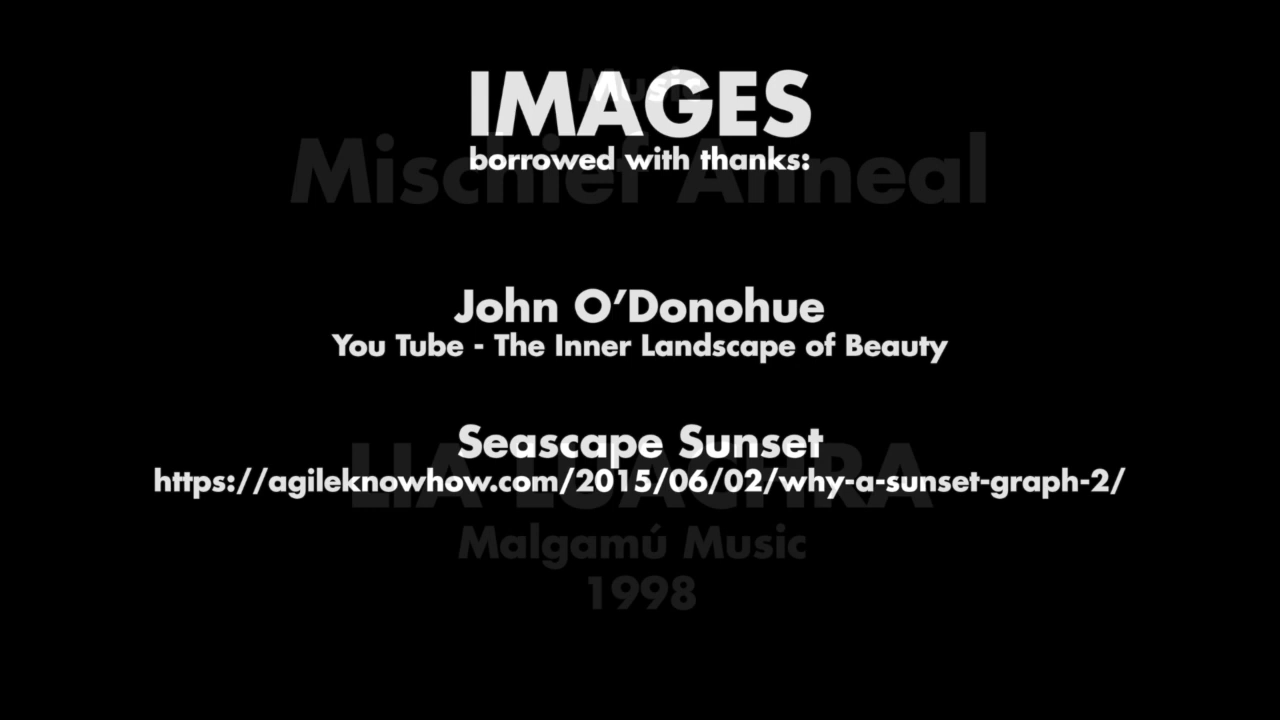 IMAGES
borrowed with thanks:
John O’Donohue
You Tube - The Inner Landscape of Beauty
Seascape Sunset
https://agileknowhow.com/2015/06/02/why-a-sunset-graph-2/
Music
Mischief Anneal
LIA LUACHRA
Malgamú Music
1998